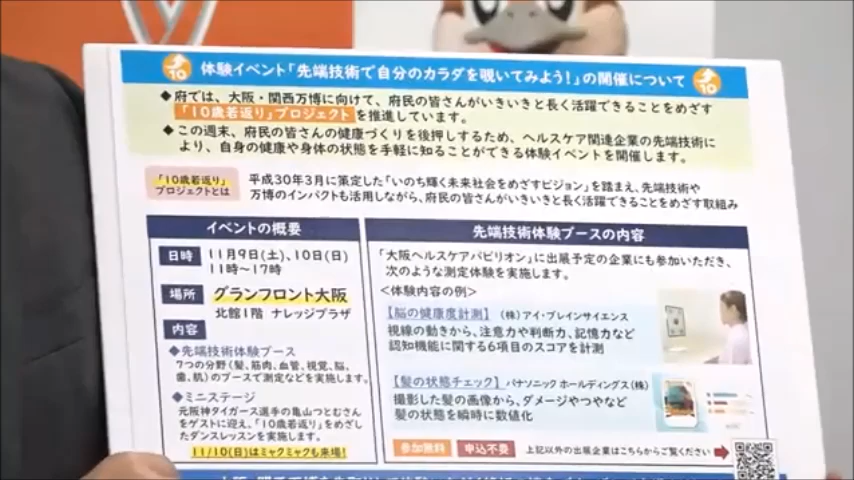 10 体験イベント「先端技術で自分のカラダを覗いてみよう!」の開催について 10
◆府では、大阪・関西万博に向けて、府民の皆さんがいきいきと長く活躍できることをめざす
「10歳若返り」プロジェクトを推進しています。
◆この週末、府民の皆さんの健康づくりを後押しするため、ヘルスケア関連企業の先端技術に
より、自身の健康や身体の状態を手軽に知ることができる体験イベントを開催します。
「10歳若返り」
プロジェクトとは
平成30年3月に策定した「いのち輝く未来社会をめざすビジョン」を踏まえ、先端技術や
万博のインパクトも活用しながら、府民の皆さんがいきいきと長く活躍できることをめざす取組み
イベントの概要
日時 11月9日(土)、10日(日)
11時〜17時
場所 グランフロント大阪
北館1階 ナレッジプラザ
内容
◆先端技術体験ブース
7つの分野(髪、筋肉、血管、視覚、脳、
歯、肌)のブースで測定などを実施します。
◆ミニステージ
元阪神タイガース選手の亀山つとむさん
をゲストに迎え、「10歳若返り」をめざし
たダンスレッスンを実施します。
11/10(日)はミャクミャクも来場!
先端技術体験ブースの内容
「大阪ヘルスケアパビリオン」に出展予定の企業にも参加いただき、
次のような測定体験を実施します。
<体験内容の例>
【脳の健康度計測】 (株)アイ・ブレインサイエンス
視線の動きから、注意力や判断力、記憶力など
認知機能に関する6項目のスコアを計測
【髪の状態チェック】 パナソニック ホールディングス(株)
撮影した髪の画像から、ダメージやつやなど
髪の状態を瞬時に数値化
参加無料 申込不要 上記以外の出展企業はこちらからご覧ください